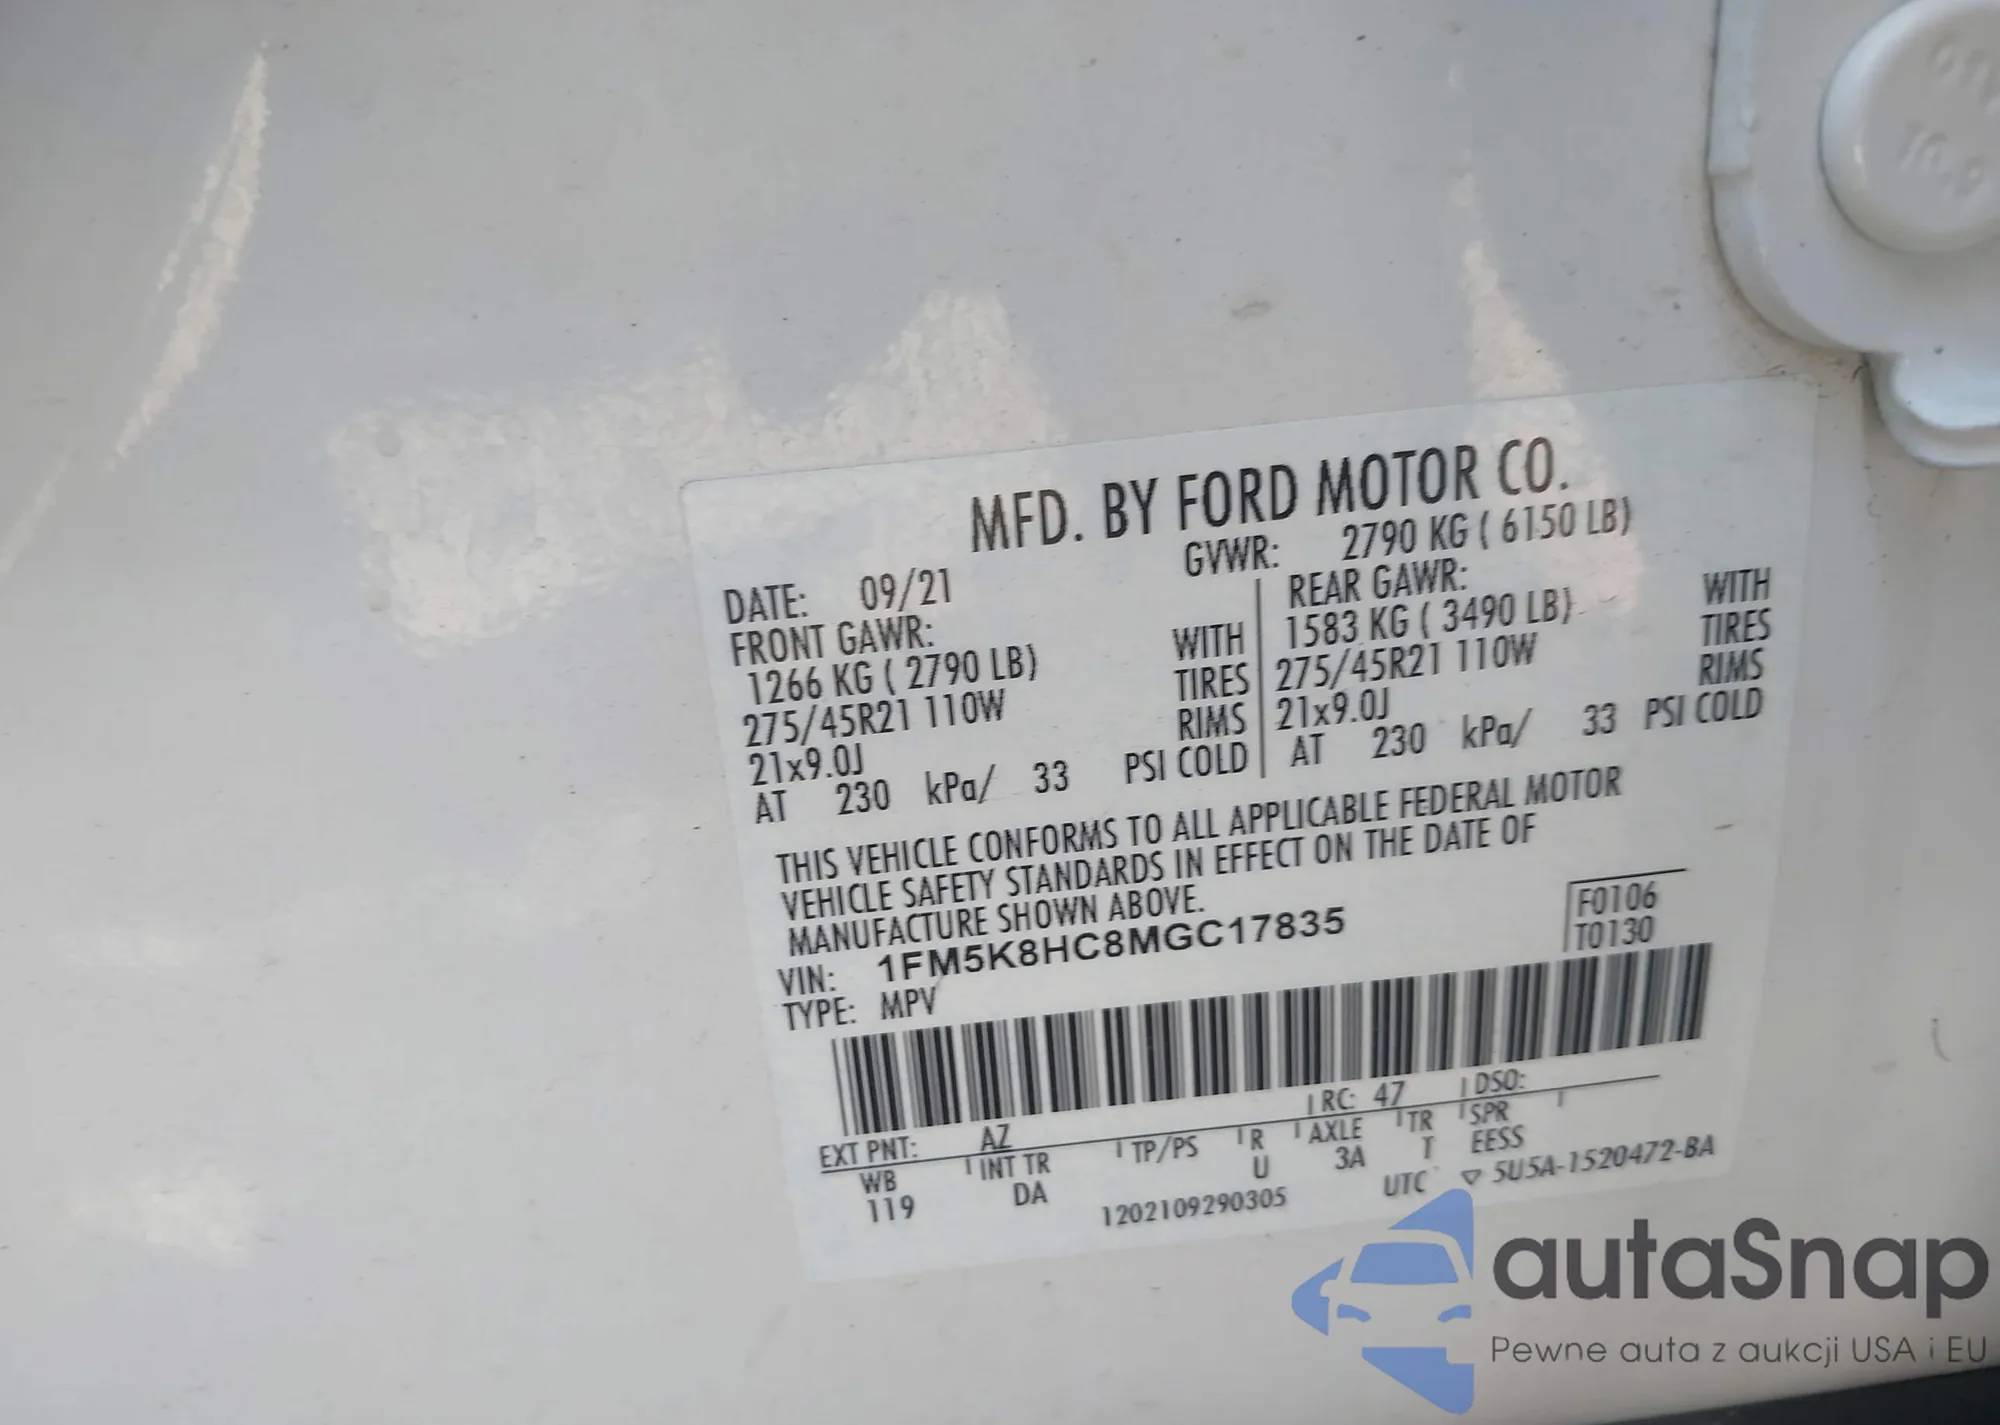 10.9
MFD. BY FORD MOTOR CO.
DATE: 09/21 GVWR: 2790 KG ( 6150 LB)
FRONT GAWR: REAR GAWR:
1266 KG ( 2790 LB) WITH 1583 KG ( 3490 LB) WITH
275/45R21 110W TIRES 275/45R21 110W TIRES
21x9.0J RIMS 21x9.0J RIMS
AT 230 kPa/ 33 PSI COLD AT 230 kPa/ 33 PSI COLD
THIS VEHICLE CONFORMS TO ALL APPLICABLE FEDERAL MOTOR
VEHICLE SAFETY STANDARDS IN EFFECT ON THE DATE OF
MANUFACTURE SHOWN ABOVE.
VIN: 1FM5K8HC8MGC17835 F0106
TYPE: MPV T0130
EXT PNT: AZ RC: 47 DSO:
WB INT TR TP/PS R AXLE TR SPR
119 DA U 3A T EESS
1202109290305 UTC ▽ 5U5A-1520472-BA
autaSnap
Pewne auta z aukcji USA i EU